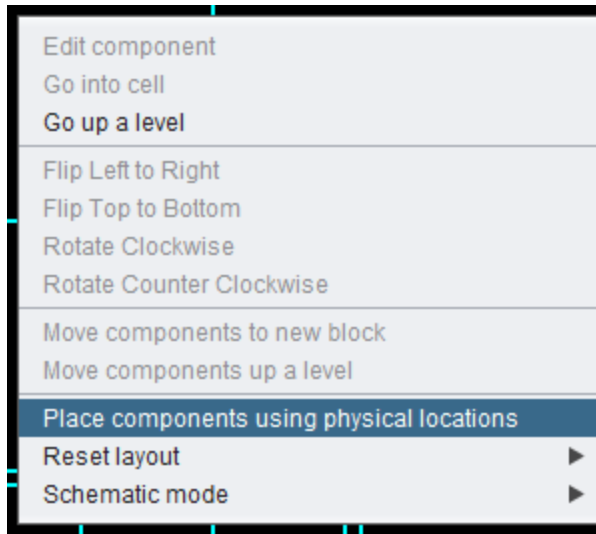 Edit component
Go into cell
Go up a level
Flip Left to Right
Flip Top to Bottom
Rotate Clockwise
Rotate Counter Clockwise
Move components to new block
Move components up a level
Place components using physical locations
Reset layout
Schematic mode